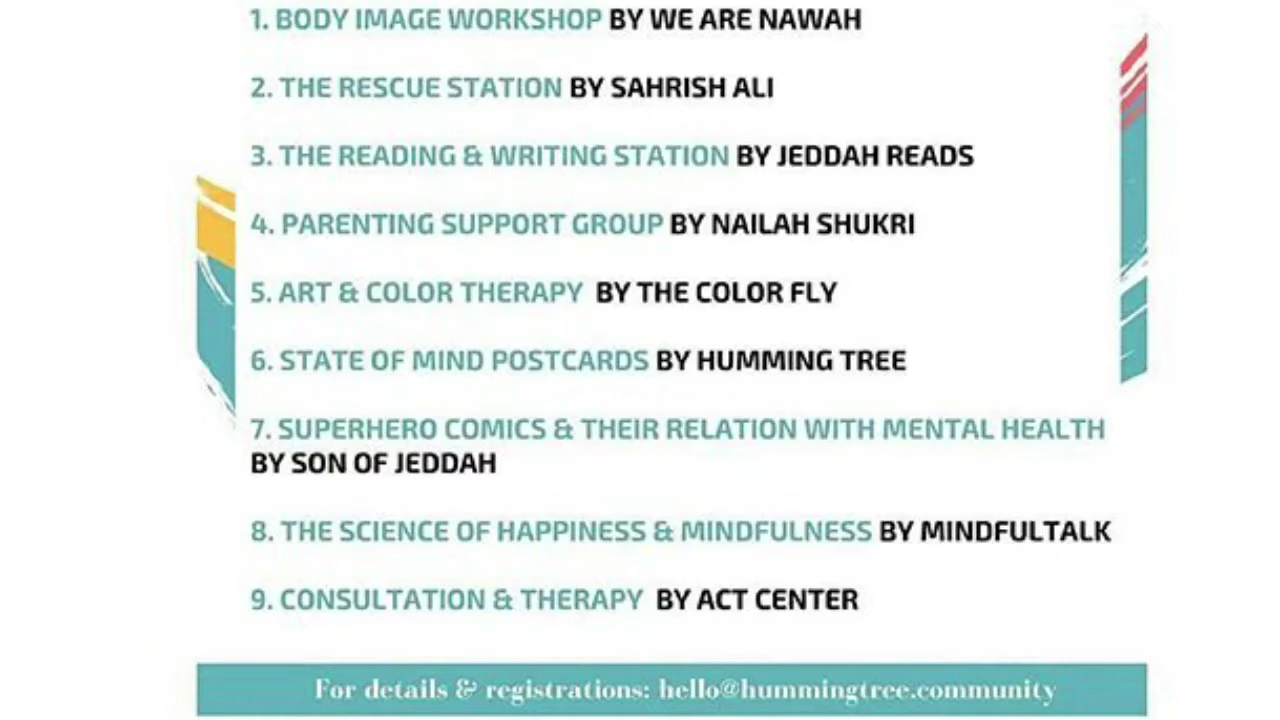 1. BODY IMAGE WORKSHOP BY WE ARE NAWAH
2. THE RESCUE STATION BY SAHRISH ALI
3. THE READING & WRITING STATION BY JEDDAH READS
4. PARENTING SUPPORT GROUP BY NAILAH SHUKRI
5. ART & COLOR THERAPY BY THE COLOR FLY
6. STATE OF MIND POSTCARDS BY HUMMING TREE
7. SUPERHERO COMICS & THEIR RELATION WITH MENTAL HEALTH
BY SON OF JEDDAH
8. THE SCIENCE OF HAPPINESS & MINDFULNESS BY MINDFULTALK
9. CONSULTATION & THERAPY BY ACT CENTER
For details & registrations: hello@hummingtree.community